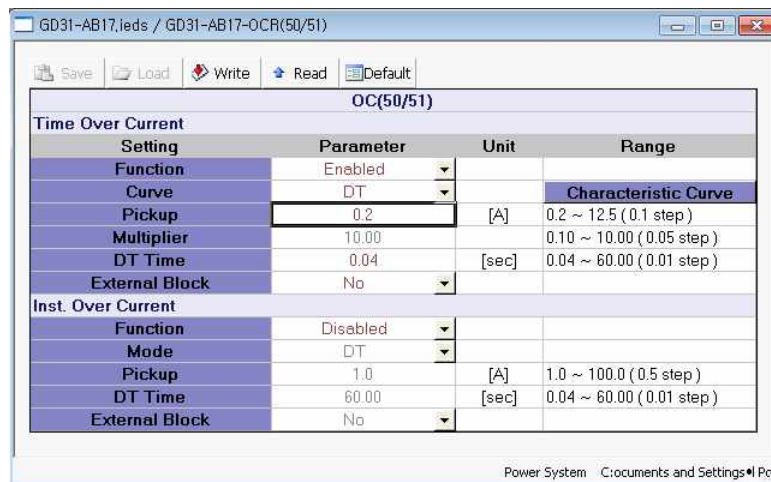 GD31-AB17.ieds / GD31-AB17-OCR(50/51)
Save Load Write Read Default
OC(50/51)
Time Over Current
Setting Parameter Unit Range
Function Enabled
Curve DT Characteristic Curve
Pickup 0.2 [A] 0.2 ~ 12.5 ( 0.1 step )
Multiplier 10.00 0.10 ~ 10.00 ( 0.05 step )
DT Time 0.04 [sec] 0.04 ~ 60.00 ( 0.01 step )
External Block No
Inst. Over Current
Function Disabled
Mode DT
Pickup 1.0 [A] 1.0 ~ 100.0 ( 0.5 step )
DT Time 60.00 [sec] 0.04 ~ 60.00 ( 0.01 step )
External Block No
Power System C:ocuments and Settings